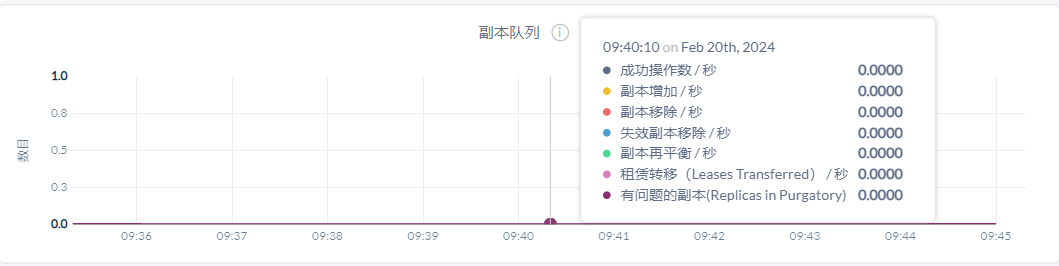 副本队列 i
09:40:10 on Feb 20th, 2024
成功操作数 / 秒 0.0000
副本增加 / 秒 0.0000
副本移除 / 秒 0.0000
失效副本移除 / 秒 0.0000
副本再平衡 / 秒 0.0000
租赁转移（Leases Transferred） / 秒 0.0000
有问题的副本(Replicas in Purgatory) 0.0000
数目
1.0
0.8
0.5
0.3
0.0
09:36 09:37 09:38 09:39 09:40 09:41 09:42 09:43 09:44 09:45